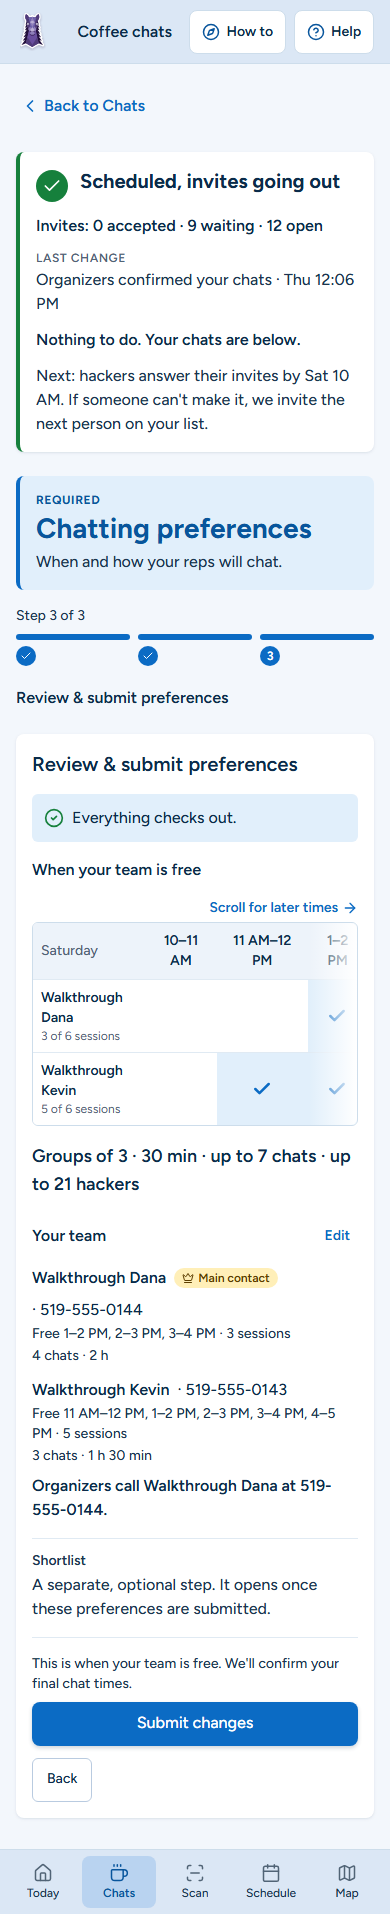 Coffee chats
How to
Help
Back to Chats
Scheduled, invites going out
Invites: 0 accepted · 9 waiting · 12 open
LAST CHANGE
Organizers confirmed your chats · Thu 12:06
PM
Nothing to do. Your chats are below.
Next: hackers answer their invites by Sat 10
AM. If someone can't make it, we invite the
next person on your list.
REQUIRED
Chatting preferences
When and how your reps will chat.
Step 3 of 3
3
Review & submit preferences
Review & submit preferences
Everything checks out.
When your team is free
Scroll for later times →
Saturday
10–11
AM
11 AM–12
PM
1–2
PM
Walkthrough
Dana
3 of 6 sessions
Walkthrough
Kevin
5 of 6 sessions
Groups of 3 · 30 min · up to 7 chats · up
to 21 hackers
Your team
Edit
Walkthrough Dana
Main contact
· 519-555-0144
Free 1–2 PM, 2–3 PM, 3–4 PM · 3 sessions
4 chats · 2 h
Walkthrough Kevin · 519-555-0143
Free 11 AM–12 PM, 1–2 PM, 2–3 PM, 3–4 PM, 4–5
PM · 5 sessions
3 chats · 1 h 30 min
Organizers call Walkthrough Dana at 519-
555-0144.
Shortlist
A separate, optional step. It opens once
these preferences are submitted.
This is when your team is free. We'll confirm your
final chat times.
Submit changes
Back
Today
Chats
Scan
Schedule
Map